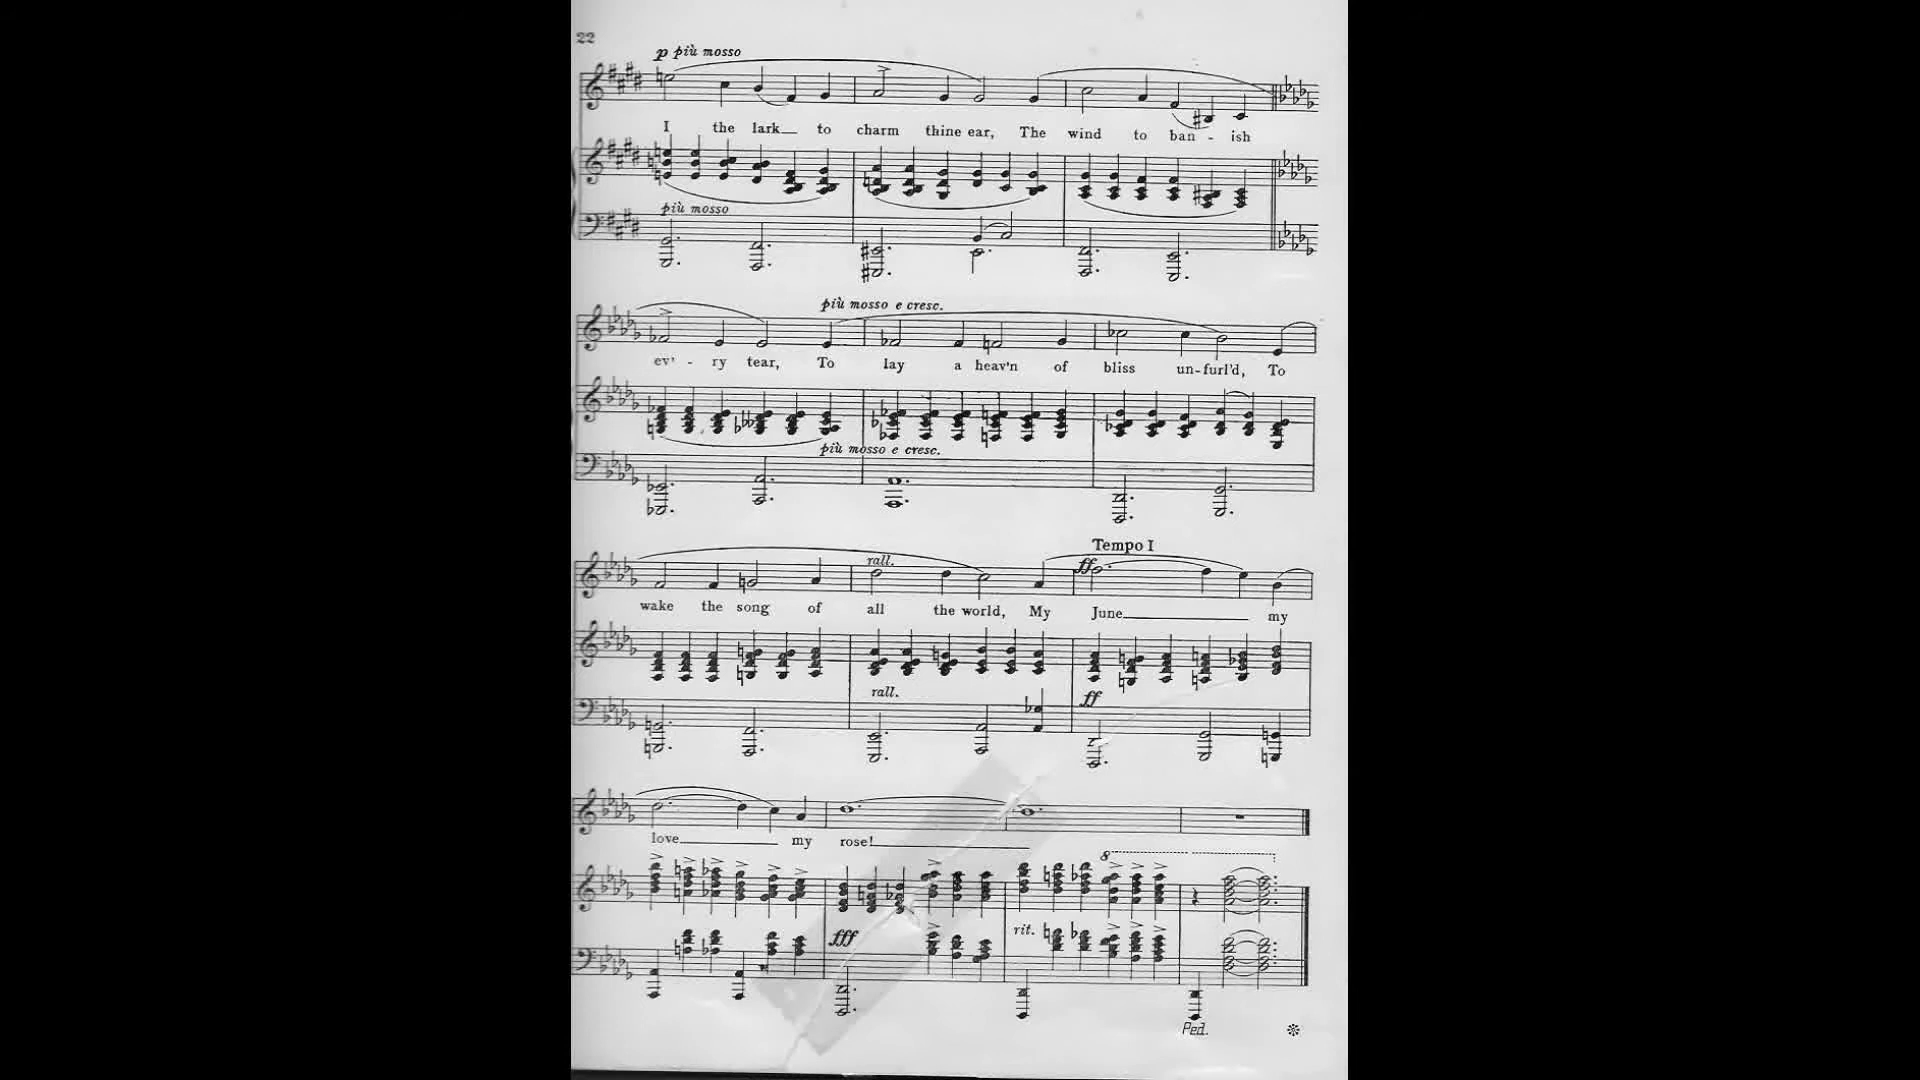 22
p più mosso
I the lark to charm thine ear, The wind to ban - ish
più mosso
più mosso e cresc.
ev' - ry tear, To lay a heav'n of bliss un-furl'd, To
più mosso e cresc.
Tempo I
rall. ff
wake the song of all the world, My June my
rall. ff
love my rose!
8
fff rit.
Ped.